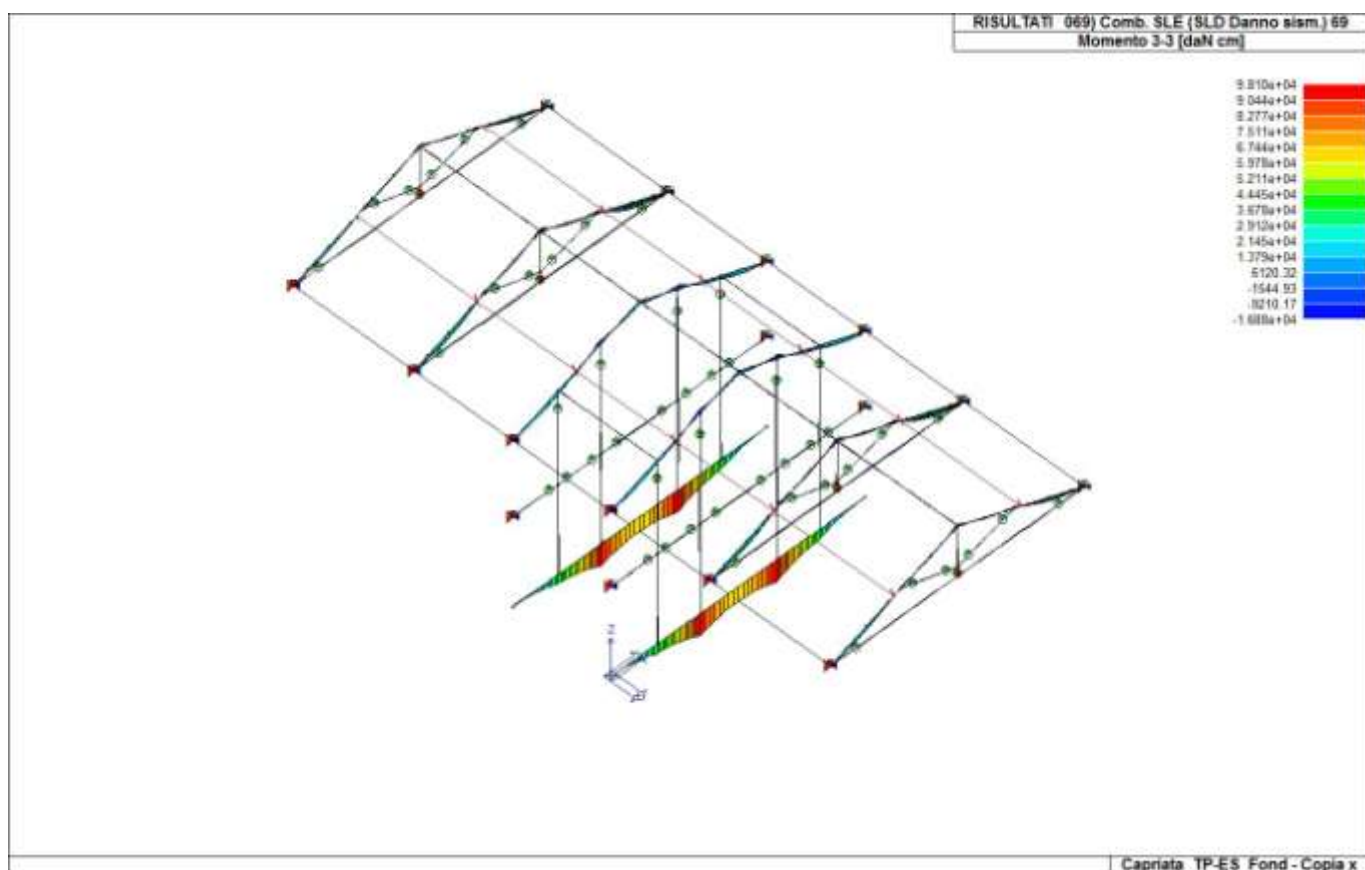 RISULTATI 069) Comb. SLE (SLD Danno sism.) 69
Momento 3-3 [daN cm]
9.810e+04
9.044e+04
8.277e+04
7.511e+04
6.744e+04
5.978e+04
5.211e+04
4.445e+04
3.678e+04
2.912e+04
2.145e+04
1.379e+04
6120.32
-1544.93
-9210.17
-1.688e+04
Capriata TP-ES Fond - Copia x